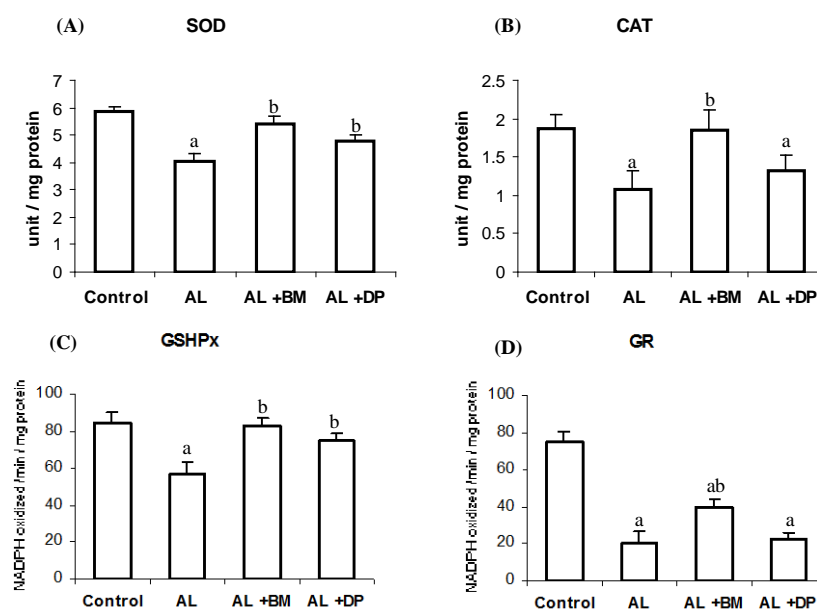 (A) SOD
unit / mg protein
7
6
5
4
3
2
1
0
b
b
a
Control AL AL +BM AL +DP
(B) CAT
unit / mg protein
2.5
2
1.5
1
0.5
0
b
a
a
Control AL AL +BM AL +DP
(C) GSHPx
NADPH oxidized /min / mg protein
100
80
60
40
20
0
b
b
a
Control AL AL +BM AL +DP
(D) GR
NADPH oxidized /min / mg protein
100
80
60
40
20
0
ab
a
a
Control AL AL +BM AL +DP